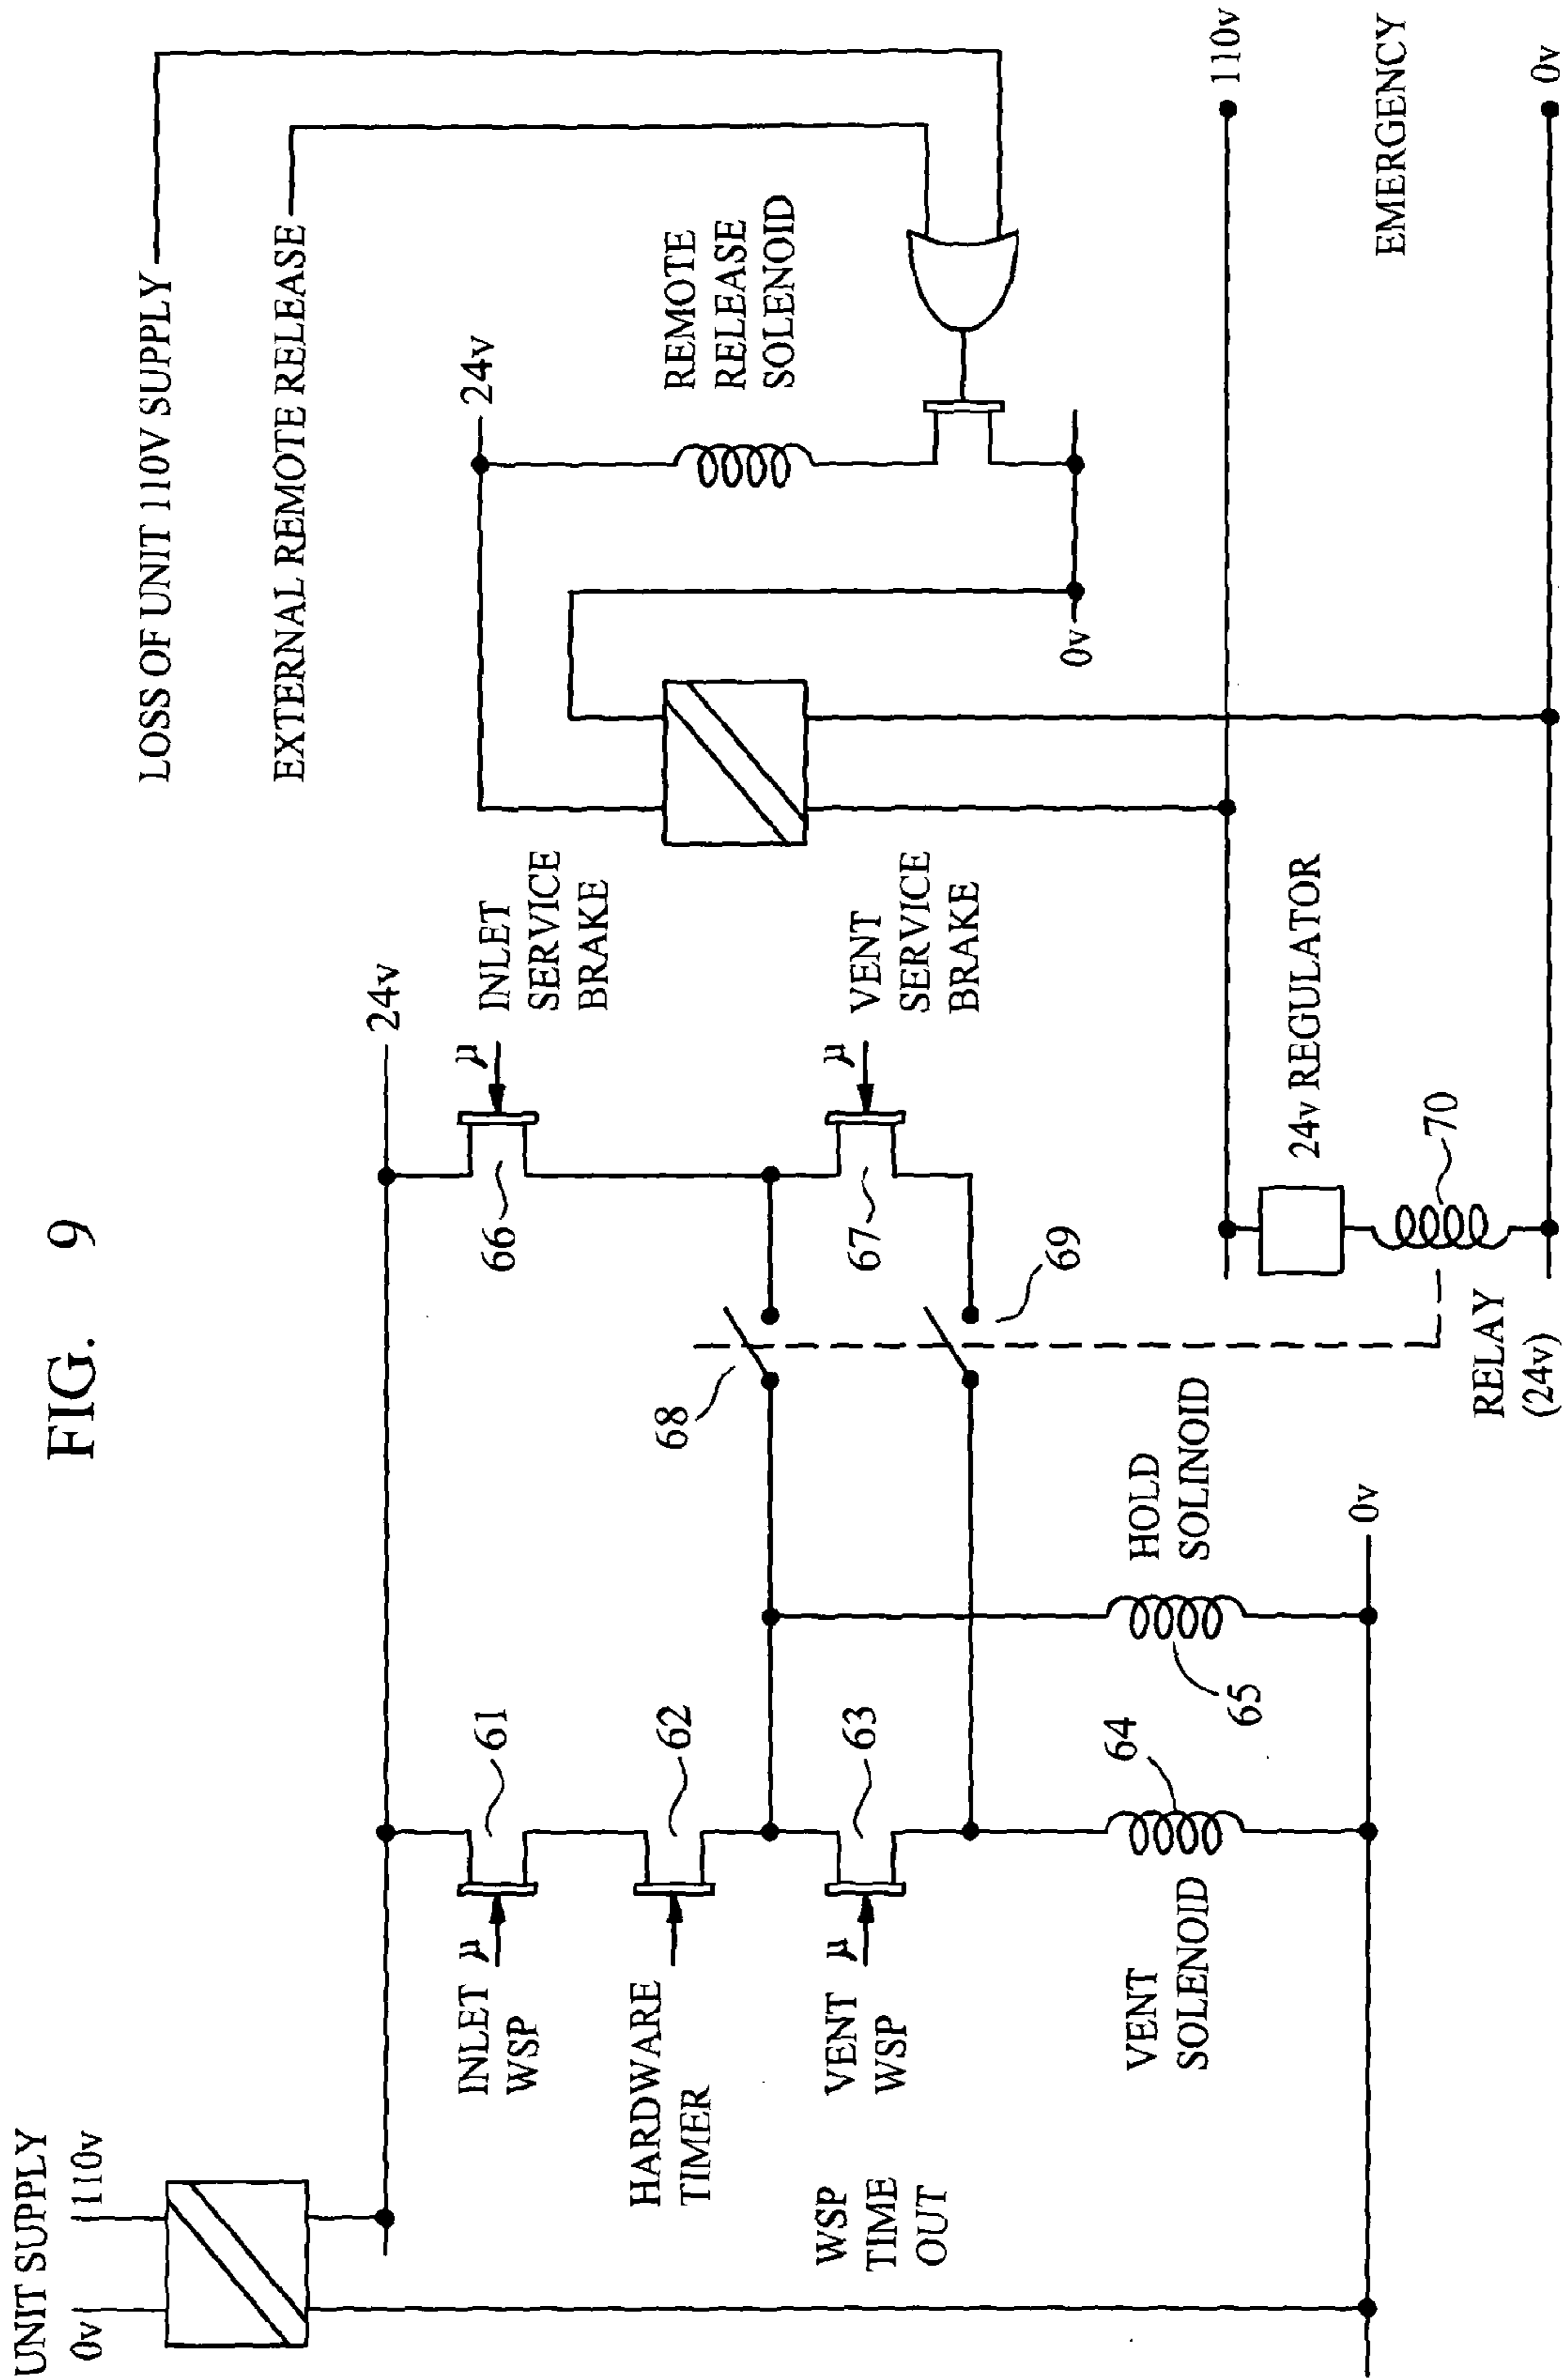 FIG. 9
UNIT SUPPLY
0v
110v
24v
INLET
WSP
µ
61
HARDWARE
TIMER
62
WSP
TIME
OUT
VENT
WSP
µ
63
VENT
SOLENOID
64
HOLD
SOLINOID
65
0v
66
µ
INLET
SERVICE
BRAKE
67
µ
VENT
SERVICE
BRAKE
68
69
RELAY
(24v)
70
24v REGULATOR
LOSS OF UNIT 110V SUPPLY
EXTERNAL REMOTE RELEASE
24v
REMOTE
RELEASE
SOLENOID
0v
110v
EMERGENCY
0v